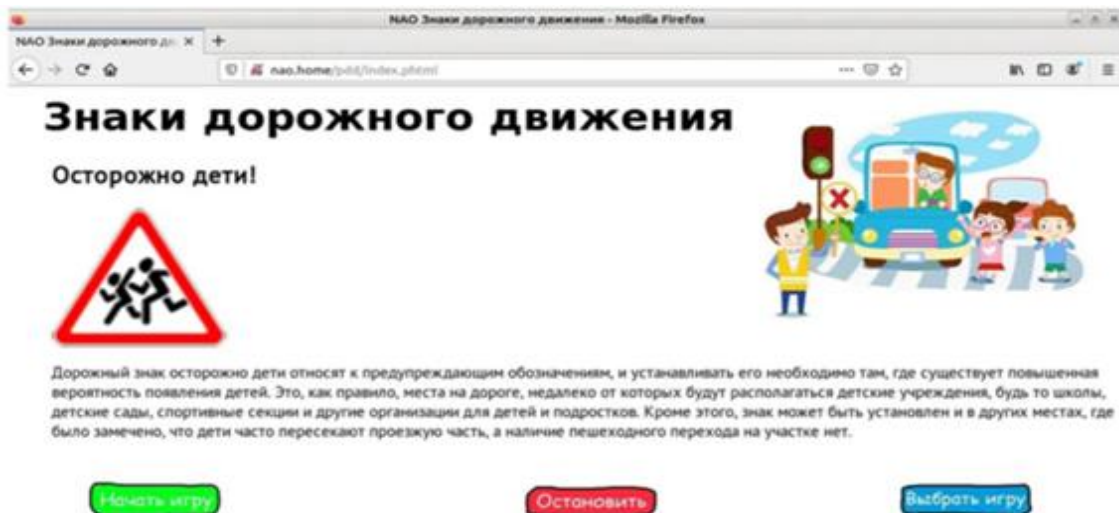 NAO Знаки дорожного движения - Mozilla Firefox
NAO Знаки дорожного дв
nao.home/pdd/index.phtml
Знаки дорожного движения
Осторожно дети!
Дорожный знак осторожно дети относят к предупреждающим обозначениям, и устанавливать его необходимо там, где существует повышенная
вероятность появления детей. Это, как правило, места на дороге, недалеко от которых будут располагаться детские учреждения, будь то школы,
детские сады, спортивные секции и другие организации для детей и подростков. Кроме этого, знак может быть установлен и в других местах, где
было замечено, что дети часто пересекают проезжую часть, а наличие пешеходного перехода на участке нет.
Начать игру
Остановить
Выбрать игру